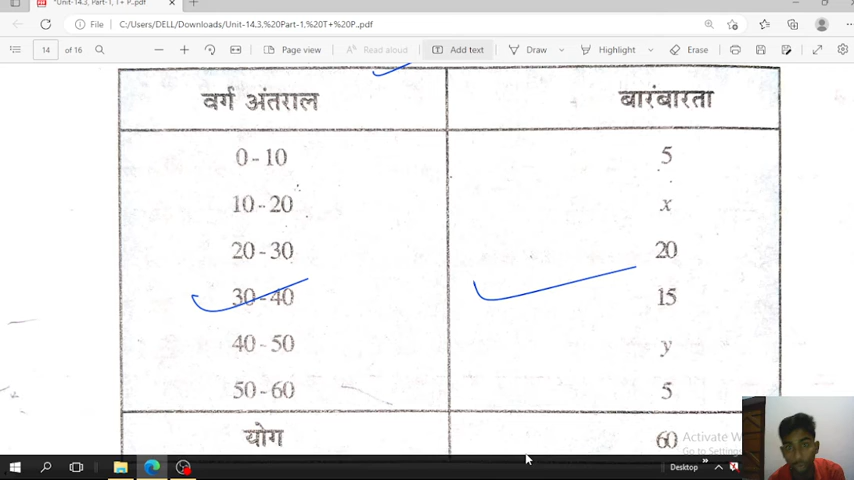 *Unit-14.3, Part-1, T+ P..pdf
File C:/Users/DELL/Downloads/Unit-14.3,%20Part-1,%20T+%20P..pdf
14 of 16 Page view Read aloud Add text Draw Highlight Erase
वर्ग अंतराल बारंबारता
0-10 5
10-20 x
20-30 20
30-40 15
40-50 y
50-60 5
योग 60
Activate W
Go to Settings
Desktop